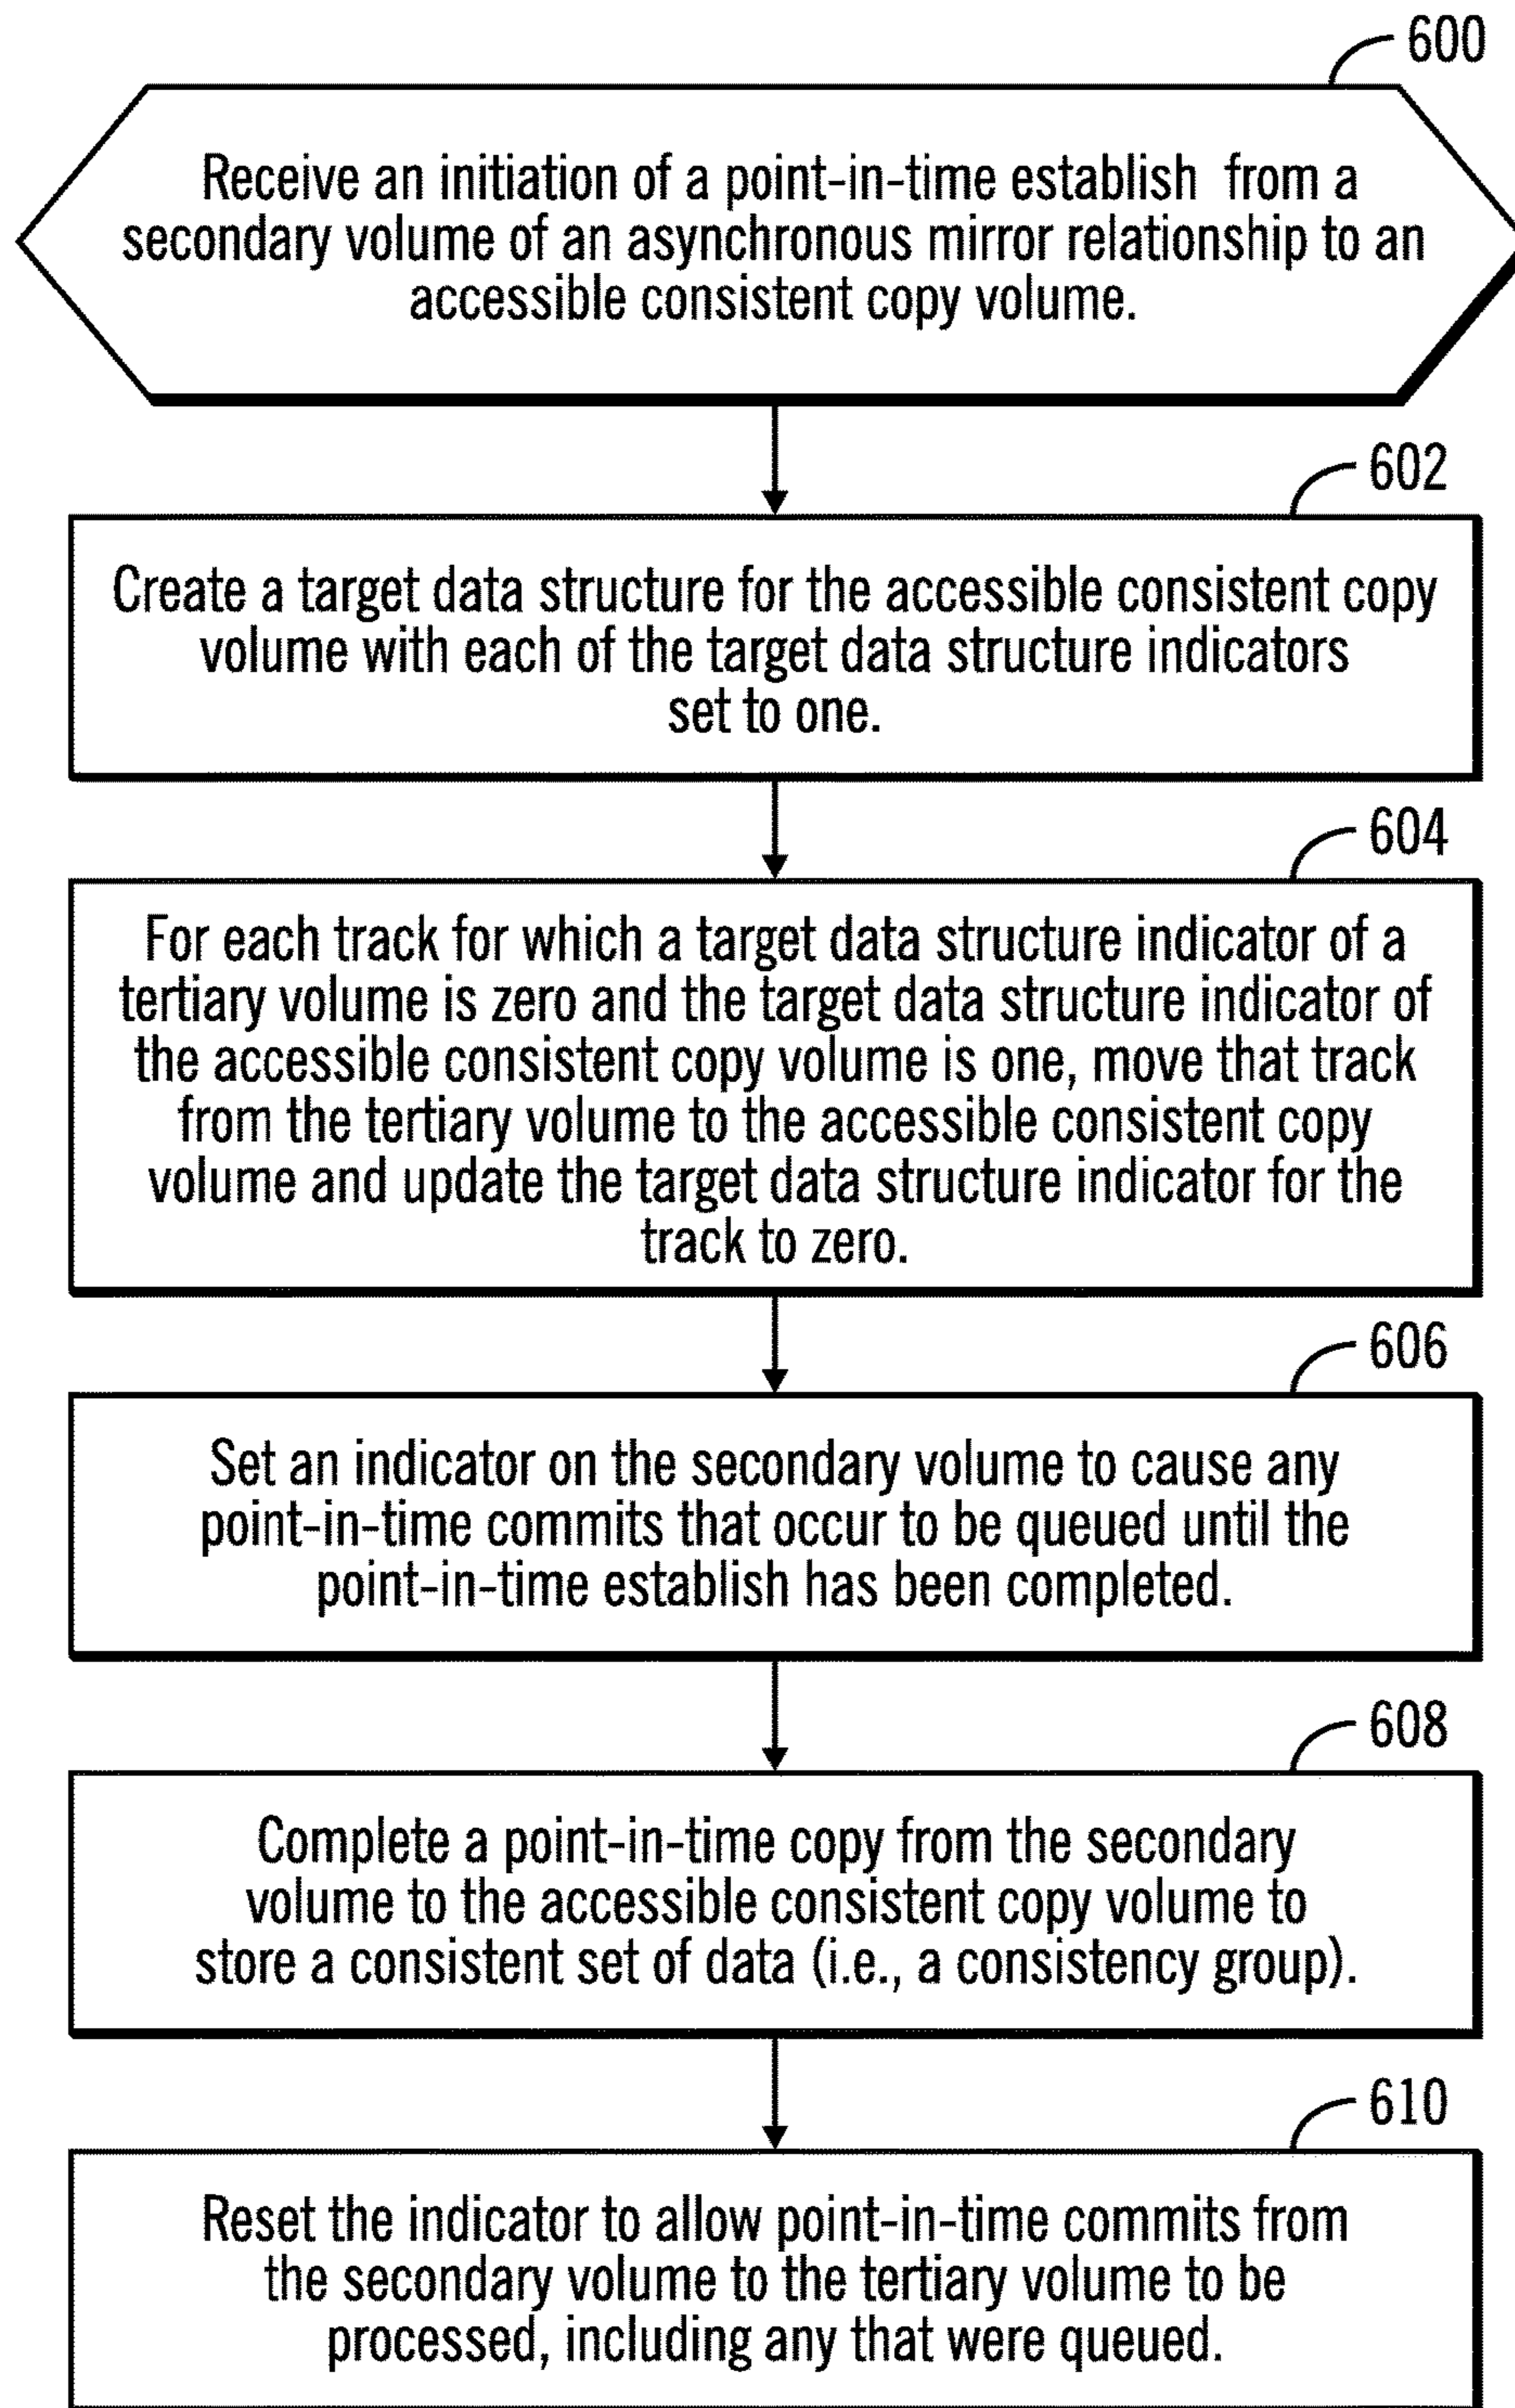 600
Receive an initiation of a point-in-time establish from a
secondary volume of an asynchronous mirror relationship to an
accessible consistent copy volume.
602
Create a target data structure for the accessible consistent copy
volume with each of the target data structure indicators
set to one.
604
For each track for which a target data structure indicator of a
tertiary volume is zero and the target data structure indicator of
the accessible consistent copy volume is one, move that track
from the tertiary volume to the accessible consistent copy
volume and update the target data structure indicator for the
track to zero.
606
Set an indicator on the secondary volume to cause any
point-in-time commits that occur to be queued until the
point-in-time establish has been completed.
608
Complete a point-in-time copy from the secondary
volume to the accessible consistent copy volume to
store a consistent set of data (i.e., a consistency group).
610
Reset the indicator to allow point-in-time commits from
the secondary volume to the tertiary volume to be
processed, including any that were queued.